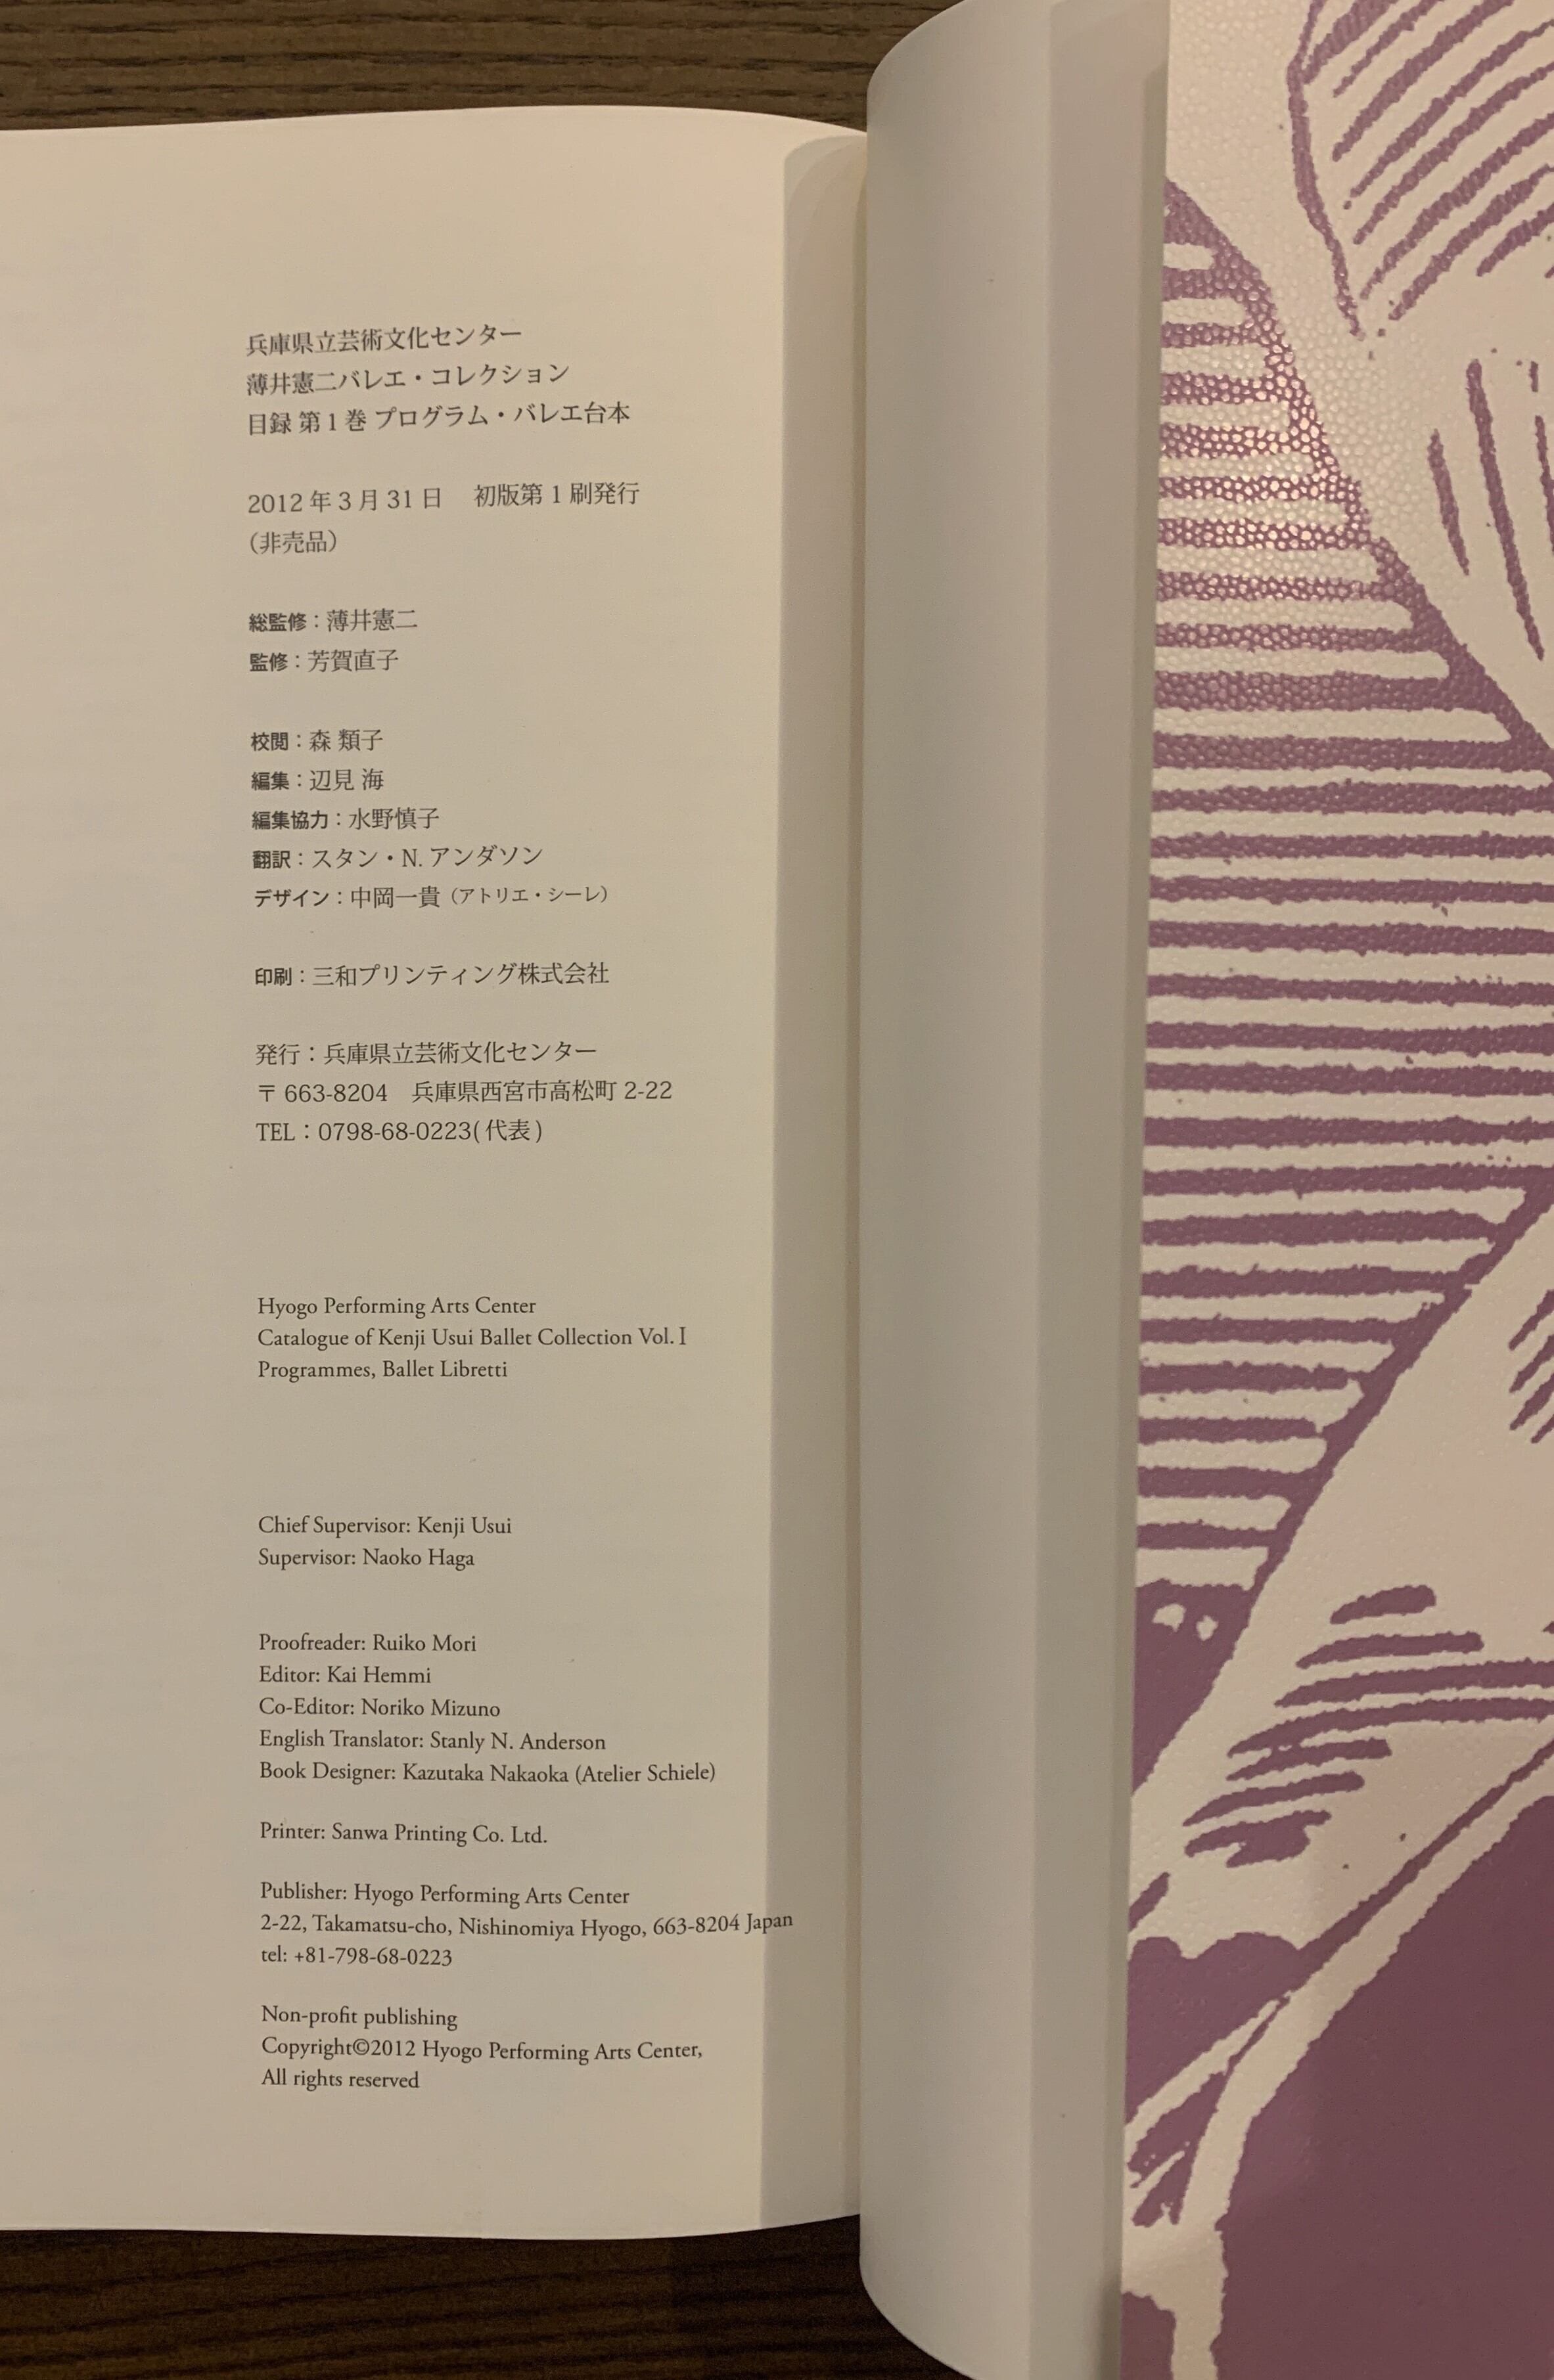 兵庫県立芸術文化センター
薄井憲二バレエ・コレクション
目録 第1巻 プログラム・バレエ台本
2012年3月31日　初版第1刷発行
（非売品）
総監修：薄井憲二
監修：芳賀直子
校閲：森 類子
編集：辺見 海
編集協力：水野慎子
翻訳：スタン・N. アンダソン
デザイン：中岡一貴（アトリエ・シーレ）
印刷：三和プリンティング株式会社
発行：兵庫県立芸術文化センター
〒663-8204　兵庫県西宮市高松町 2-22
TEL：0798-68-0223(代表)
Hyogo Performing Arts Center
Catalogue of Kenji Usui Ballet Collection Vol. I
Programmes, Ballet Libretti
Chief Supervisor: Kenji Usui
Supervisor: Naoko Haga
Proofreader: Ruiko Mori
Editor: Kai Hemmi
Co-Editor: Noriko Mizuno
English Translator: Stanly N. Anderson
Book Designer: Kazutaka Nakaoka (Atelier Schiele)
Printer: Sanwa Printing Co. Ltd.
Publisher: Hyogo Performing Arts Center
2-22, Takamatsu-cho, Nishinomiya Hyogo, 663-8204 Japan
tel: +81-798-68-0223
Non-profit publishing
Copyright©2012 Hyogo Performing Arts Center,
All rights reserved